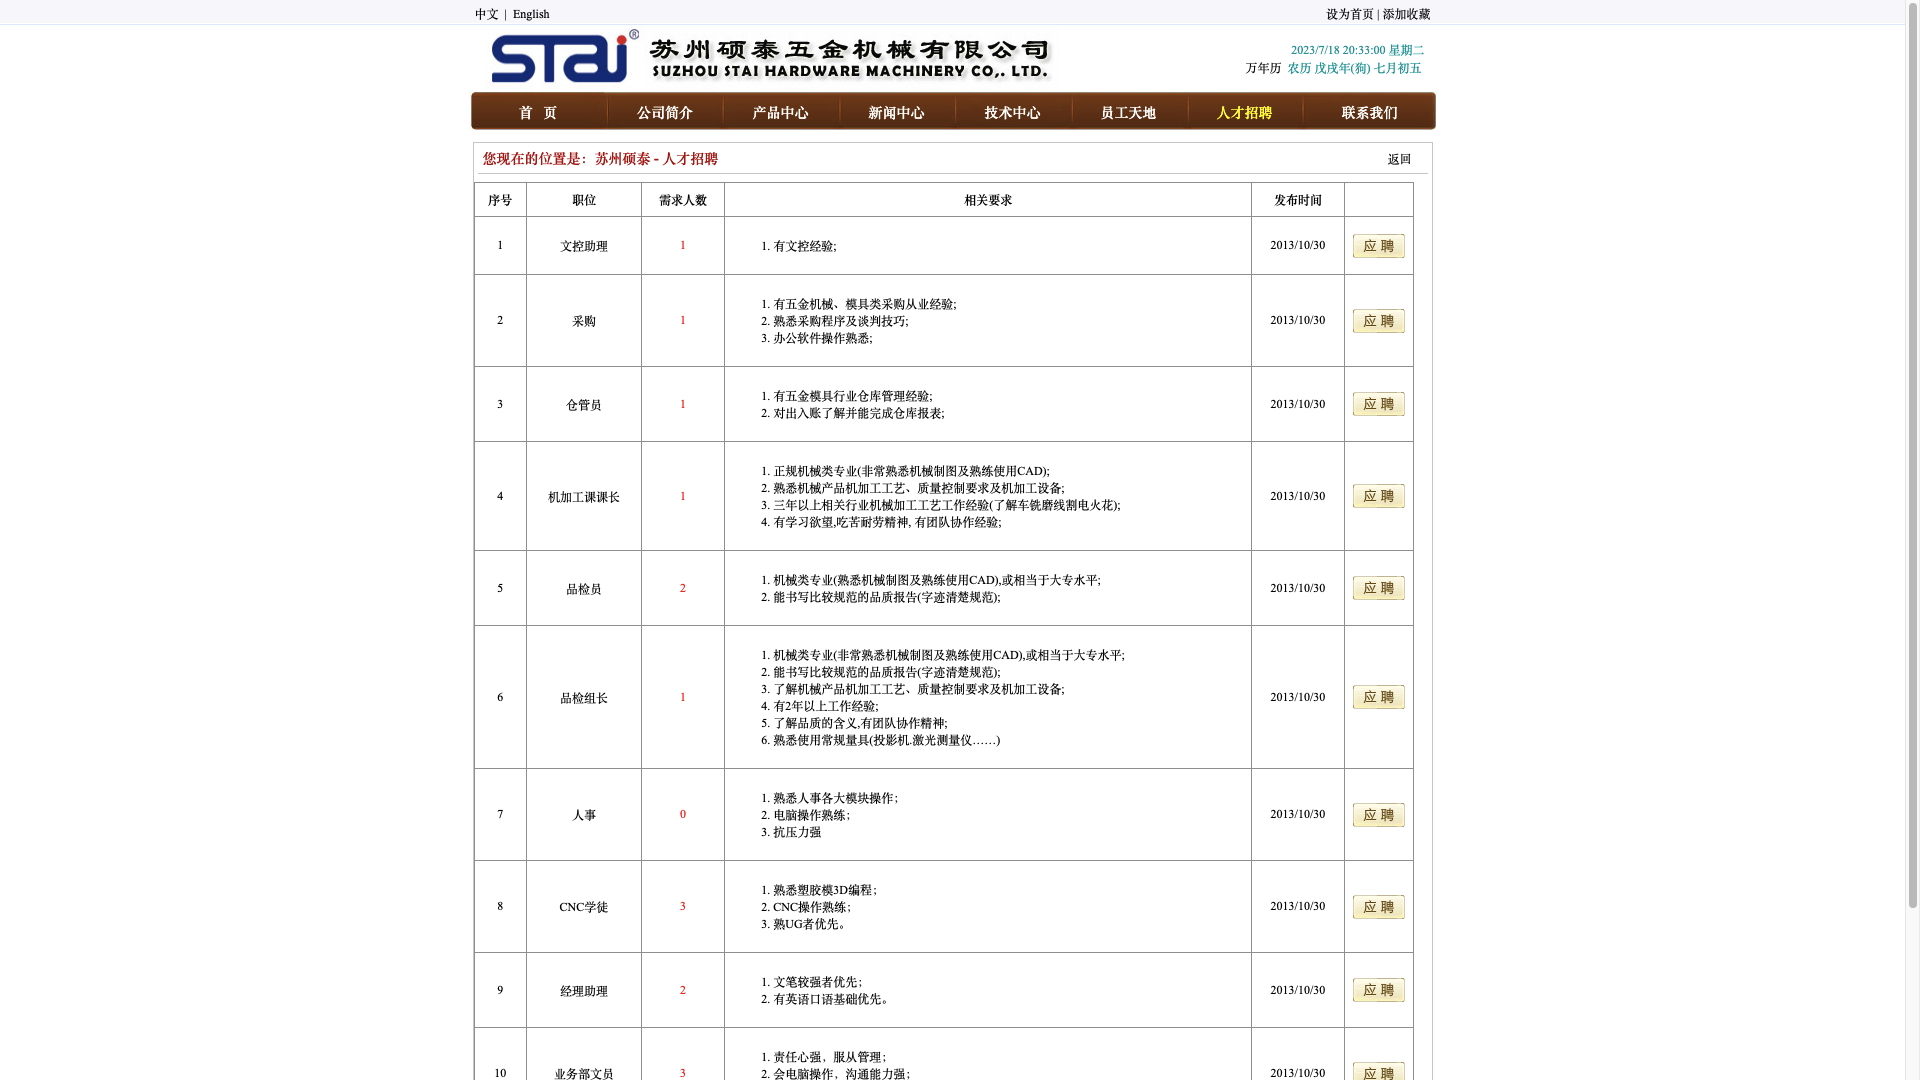 中文 | English
设为首页 | 添加收藏
STAi® 苏州硕泰五金机械有限公司
SUZHOU STAI HARDWARE MACHINERY CO,. LTD.
2023/7/18 20:33:00 星期二
万年历 农历 戊戌年(狗) 七月初五
首 页 公司简介 产品中心 新闻中心 技术中心 员工天地 人才招聘 联系我们
您现在的位置是：苏州硕泰 - 人才招聘
返回
序号 职位 需求人数 相关要求 发布时间
1 文控助理 1
1. 有文控经验;
2013/10/30 应 聘
2 采购 1
1. 有五金机械、模具类采购从业经验;
2. 熟悉采购程序及谈判技巧;
3. 办公软件操作熟悉;
2013/10/30 应 聘
3 仓管员 1
1. 有五金模具行业仓库管理经验;
2. 对出入账了解并能完成仓库报表;
2013/10/30 应 聘
4 机加工课课长 1
1. 正规机械类专业(非常熟悉机械制图及熟练使用CAD);
2. 熟悉机械产品机加工工艺、质量控制要求及机加工设备;
3. 三年以上相关行业机械加工工艺工作经验(了解车铣磨线割电火花);
4. 有学习欲望,吃苦耐劳精神, 有团队协作经验;
2013/10/30 应 聘
5 品检员 2
1. 机械类专业(熟悉机械制图及熟练使用CAD),或相当于大专水平;
2. 能书写比较规范的品质报告(字迹清楚规范);
2013/10/30 应 聘
6 品检组长 1
1. 机械类专业(非常熟悉机械制图及熟练使用CAD),或相当于大专水平;
2. 能书写比较规范的品质报告(字迹清楚规范);
3. 了解机械产品机加工工艺、质量控制要求及机加工设备;
4. 有2年以上工作经验;
5. 了解品质的含义,有团队协作精神;
6. 熟悉使用常规量具(投影机.激光测量仪……)
2013/10/30 应 聘
7 人事 0
1. 熟悉人事各大模块操作；
2. 电脑操作熟练；
3. 抗压力强
2013/10/30 应 聘
8 CNC学徒 3
1. 熟悉塑胶模3D编程；
2. CNC操作熟练；
3. 熟UG者优先。
2013/10/30 应 聘
9 经理助理 2
1. 文笔较强者优先；
2. 有英语口语基础优先。
2013/10/30 应 聘
10 业务部文员 3
1. 责任心强，服从管理；
2. 会电脑操作，沟通能力强；
2013/10/30 应 聘